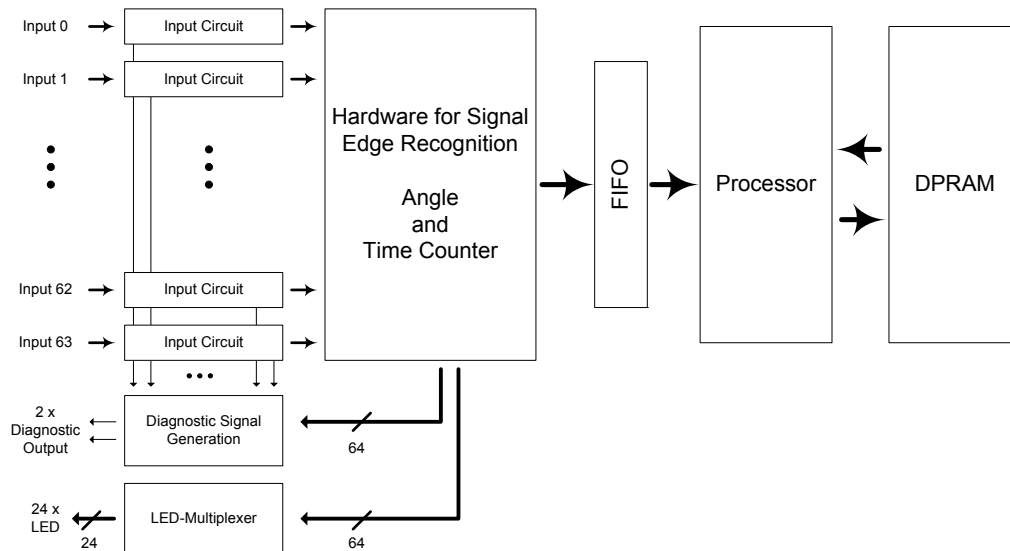 Input 0
Input Circuit
Input 1
Input Circuit
Hardware for Signal
Edge Recognition
Angle
and
Time Counter
FIFO
Processor
DPRAM
Input 62
Input Circuit
Input 63
Input Circuit
2 x
Diagnostic
Output
Diagnostic Signal
Generation
64
24 x
LED
24
LED-Multiplexer
64